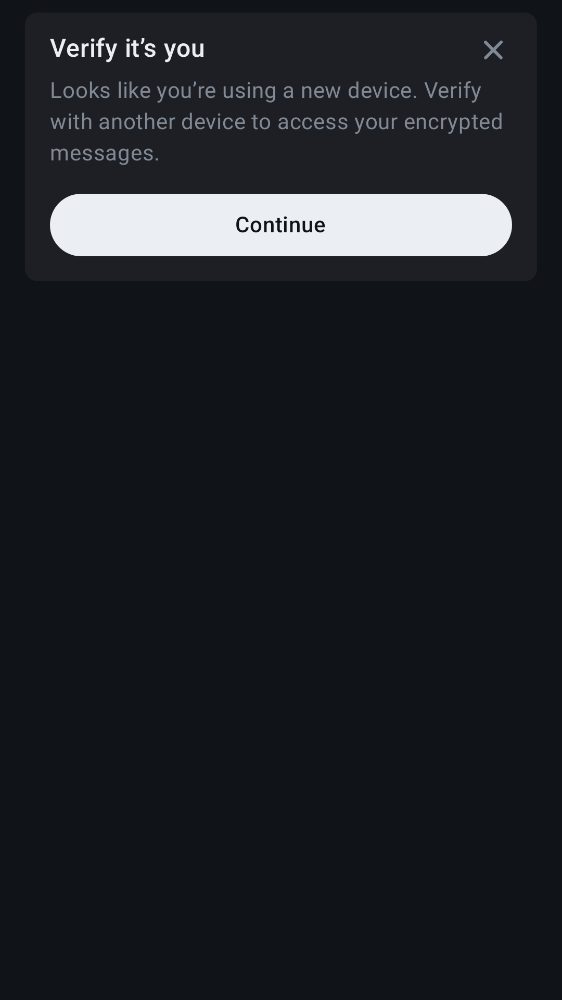 Verify it’s you
Looks like you’re using a new device. Verify
with another device to access your encrypted
messages.
Continue